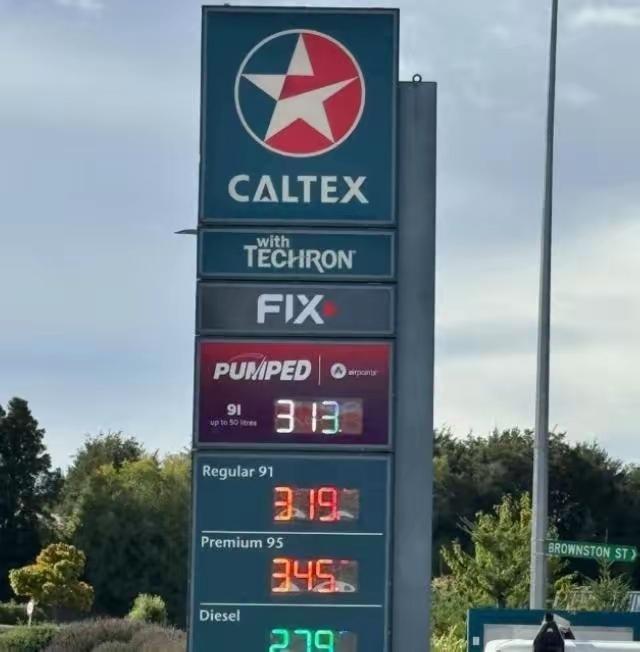 CALTEX
with
TECHRON
FIX
PUMPED airpoints
91
up to 50 litres
313
Regular 91
319
Premium 95
345
Diesel
279
BROWNSTON ST